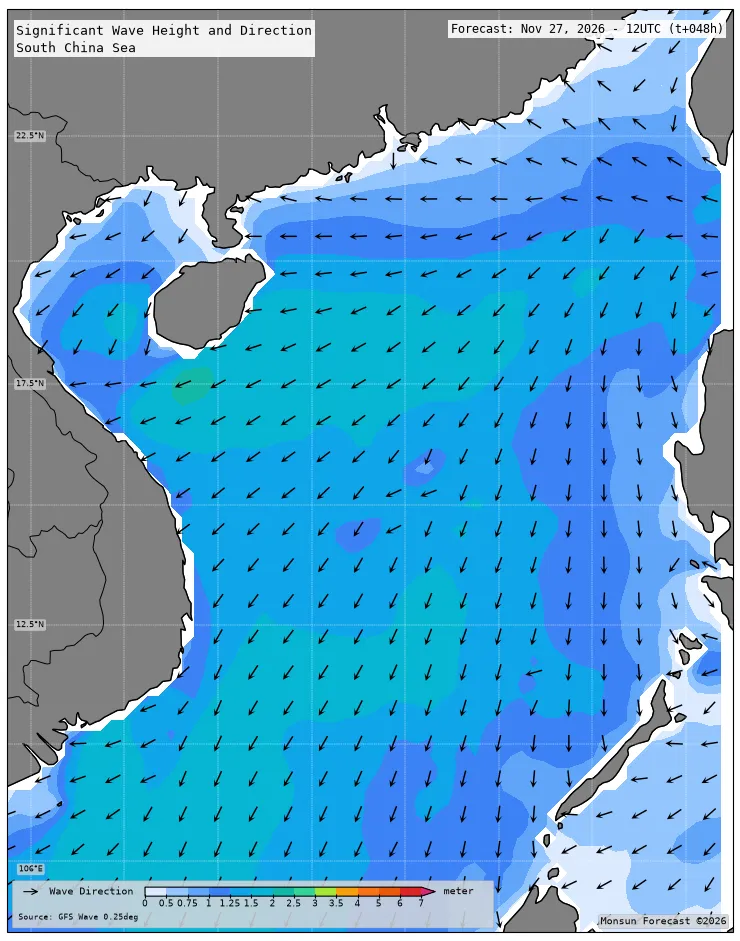 Significant Wave Height and Direction
South China Sea
Forecast: Nov 27, 2026 - 12UTC (t+048h)
22.5°N
17.5°N
12.5°N
106°E
Wave Direction
meter
0 0.5 0.75 1 1.25 1.5 2 2.5 3 3.5 4 5 6 7
Source: GFS Wave 0.25deg
Monsun Forecast ©2026